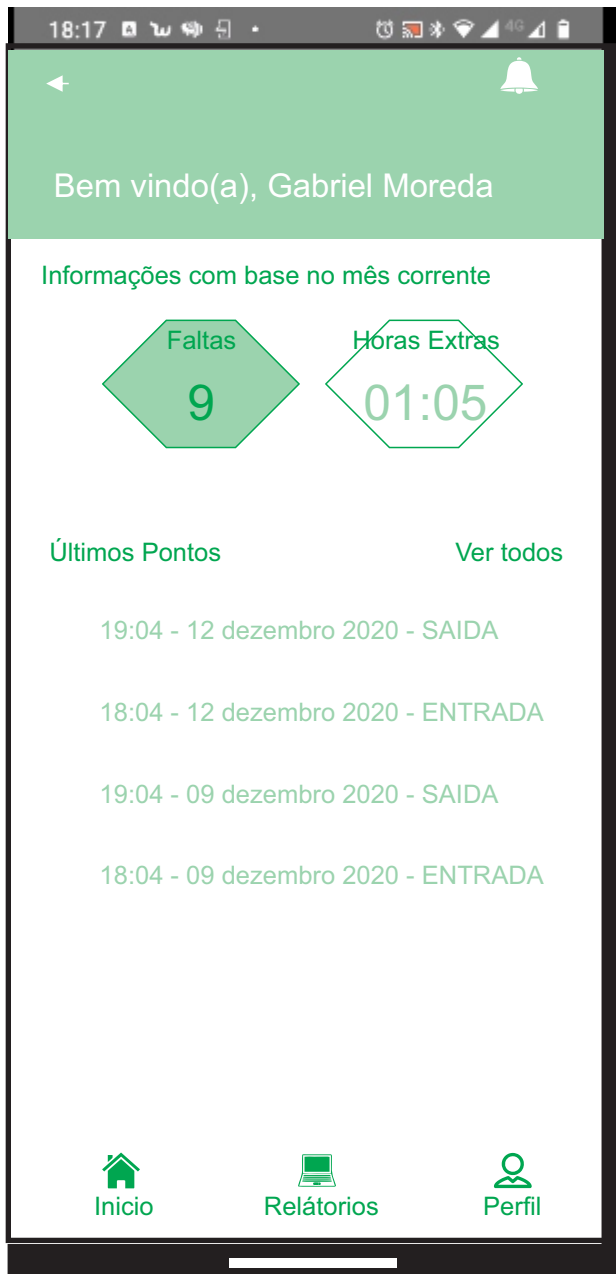 18:17 4G
Bem vindo(a), Gabriel Moreda
Informações com base no mês corrente
Faltas Horas Extras
9 01:05
Últimos Pontos Ver todos
19:04 - 12 dezembro 2020 - SAIDA
18:04 - 12 dezembro 2020 - ENTRADA
19:04 - 09 dezembro 2020 - SAIDA
18:04 - 09 dezembro 2020 - ENTRADA
Inicio Relátorios Perfil